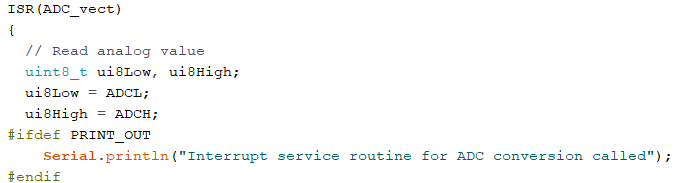 ISR(ADC_vect)
{
  // Read analog value
  uint8_t ui8Low, ui8High;
  ui8Low = ADCL;
  ui8High = ADCH;
#ifdef PRINT_OUT
    Serial.println("Interrupt service routine for ADC conversion called");
#endif